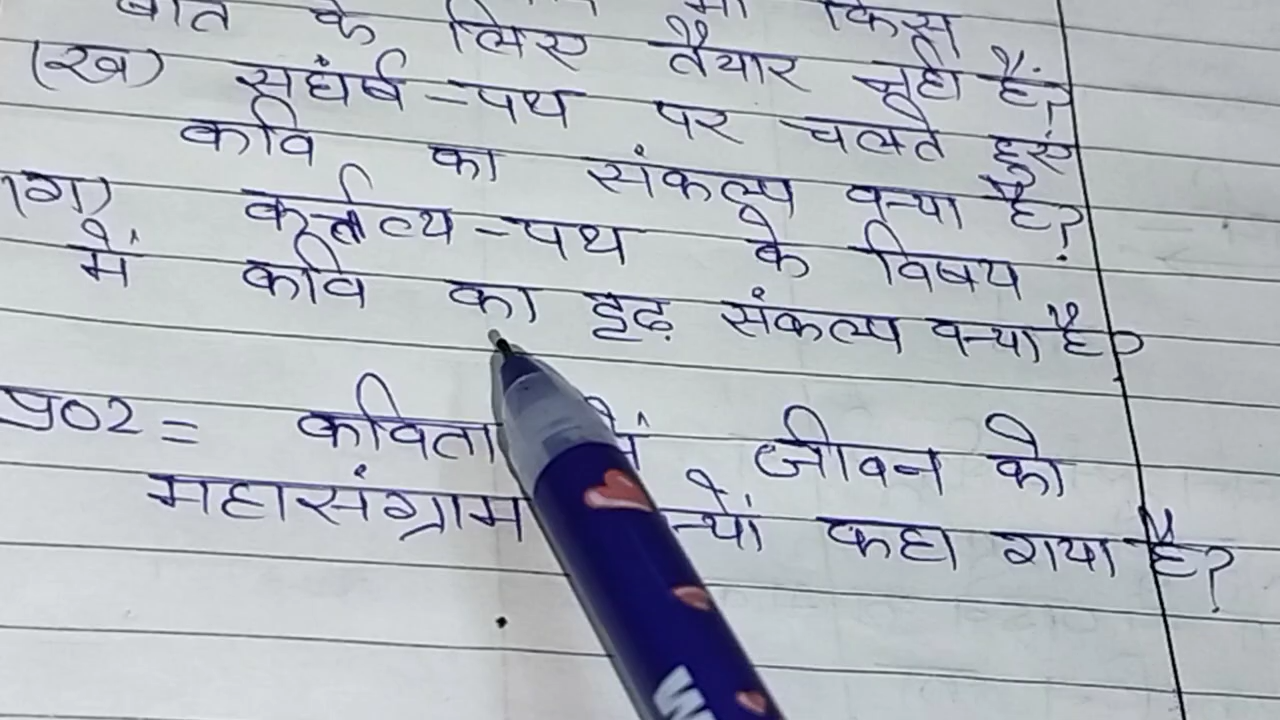 बात के लिए तैयार नही हैं?
(ख) संघर्ष-पथ पर चलते हुए
कवि का संकल्प क्या है?
(ग) कर्तव्य-पथ के विषय
में कवि का दृढ़ संकल्प क्या है?
प्र02= कविता में जीवन को
महासंग्राम क्यों कहा गया है?
W